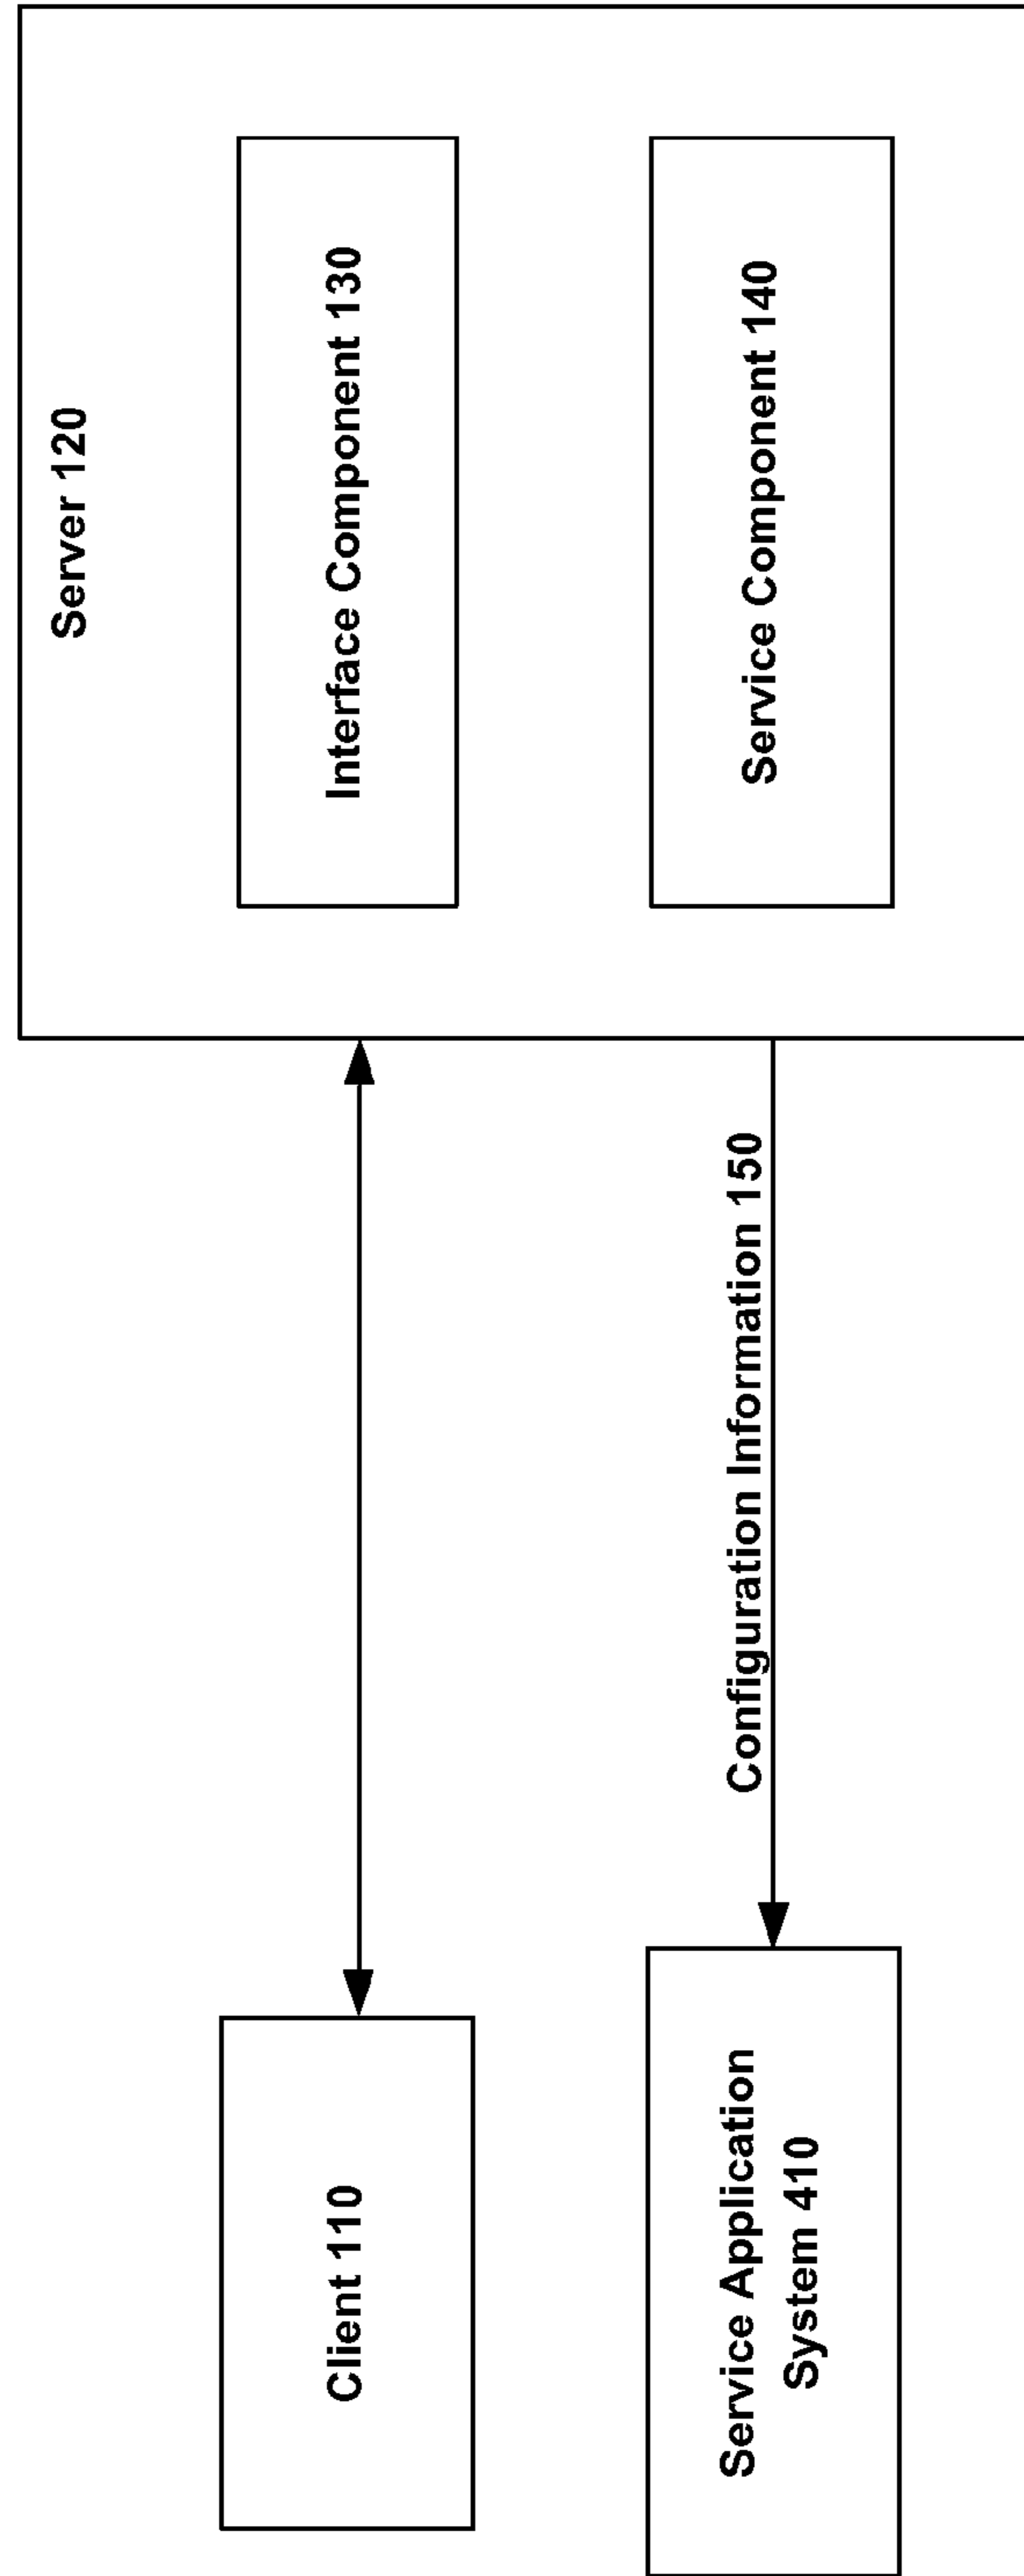 Server 120
Interface Component 130
Service Component 140
Configuration Information 150
Client 110
Service Application
System 410